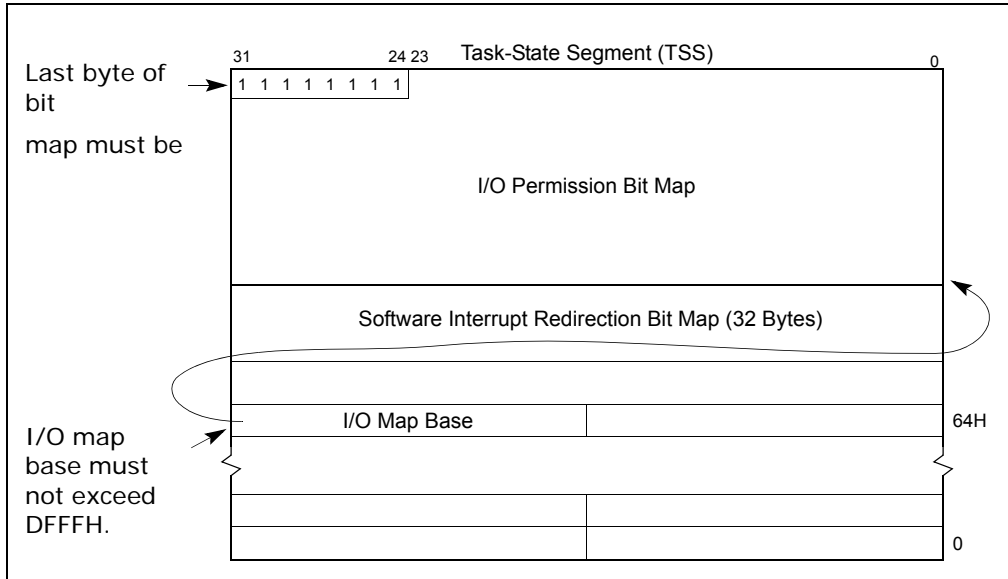 31 24 23 Task-State Segment (TSS) 0
Last byte of
bit
map must be
1 1 1 1 1 1 1 1
I/O Permission Bit Map
Software Interrupt Redirection Bit Map (32 Bytes)
I/O Map Base
64H
I/O map
base must
not exceed
DFFFH.
0